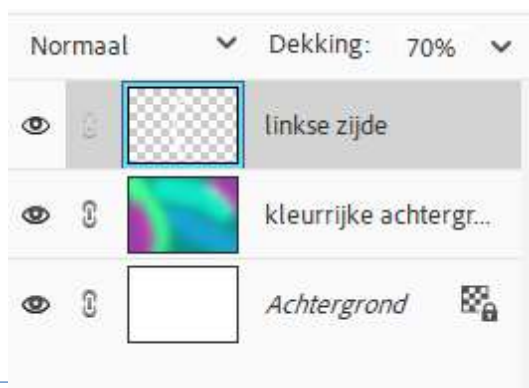 Normaal Dekking: 70%
linkse zijde
kleurrijke achtergr...
Achtergrond